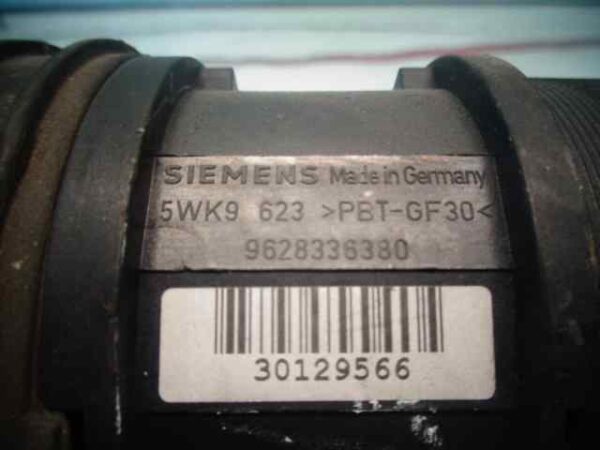 SIEMENS Made in Germany
5WK9 623 >PBT-GF30<
9628336380
30129566